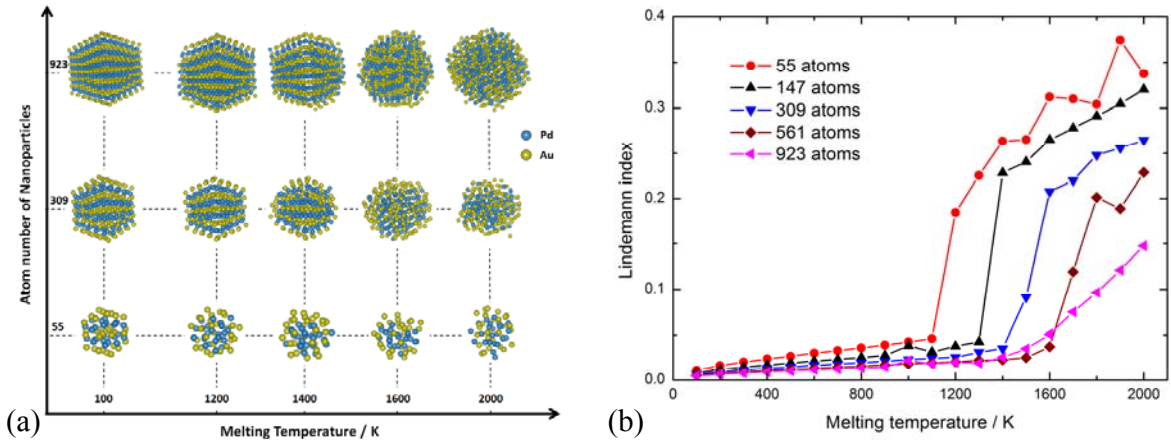 Atom number of Nanoparticles
923
309
55
Pd
Au
100
1200
1400
1600
2000
Melting Temperature / K
(a)
Lindemann index
0.4
0.3
0.2
0.1
0.0
55 atoms
147 atoms
309 atoms
561 atoms
923 atoms
0
400
800
1200
1600
2000
Melting temperature / K
(b)